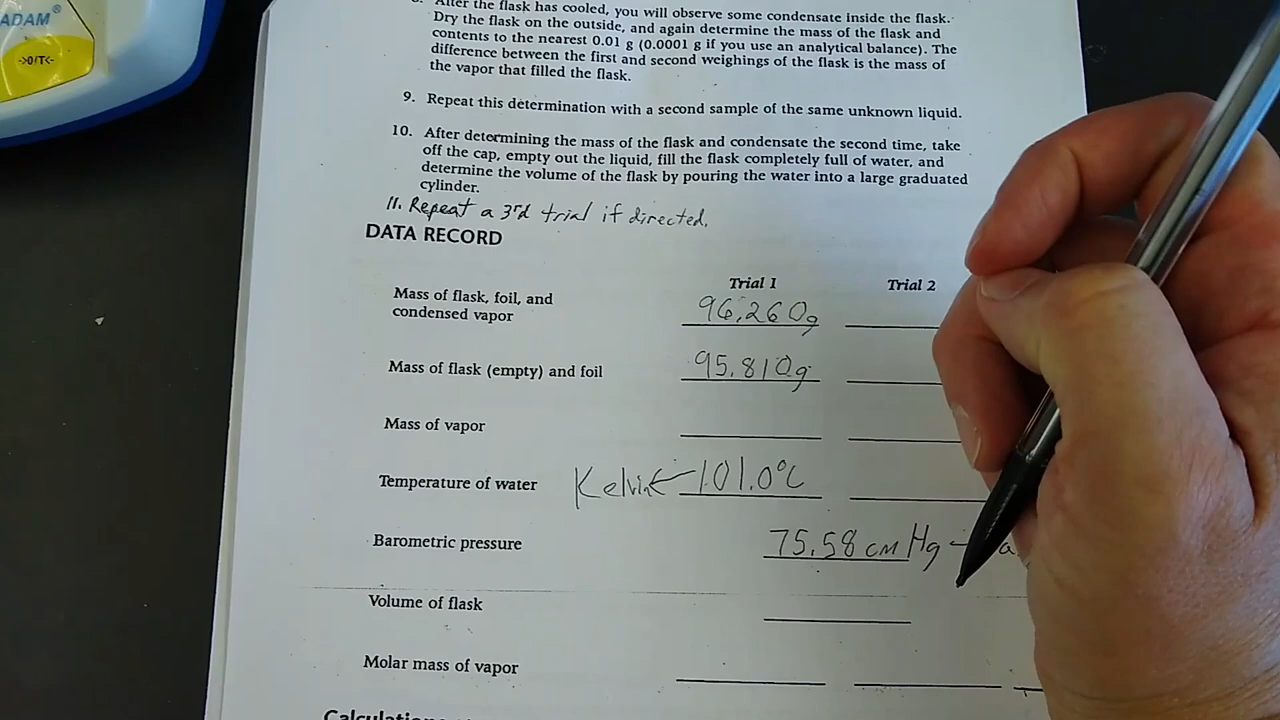 ADAM®
->0/T<-
After the flask has cooled, you will observe some condensate inside the flask.
Dry the flask on the outside, and again determine the mass of the flask and
contents to the nearest 0.01 g (0.0001 g if you use an analytical balance). The
difference between the first and second weighings of the flask is the mass of
the vapor that filled the flask.
9. Repeat this determination with a second sample of the same unknown liquid.
10. After determining the mass of the flask and condensate the second time, take
off the cap, empty out the liquid, fill the flask completely full of water, and
determine the volume of the flask by pouring the water into a large graduated
cylinder.
11. Repeat a 3rd trial if directed.
DATA RECORD
Trial 1 Trial 2
Mass of flask, foil, and
condensed vapor 96.260g
Mass of flask (empty) and foil 95.810g
Mass of vapor
Temperature of water Kelvin 101.0°C
Barometric pressure 75.58 cm Hg
Volume of flask
Molar mass of vapor